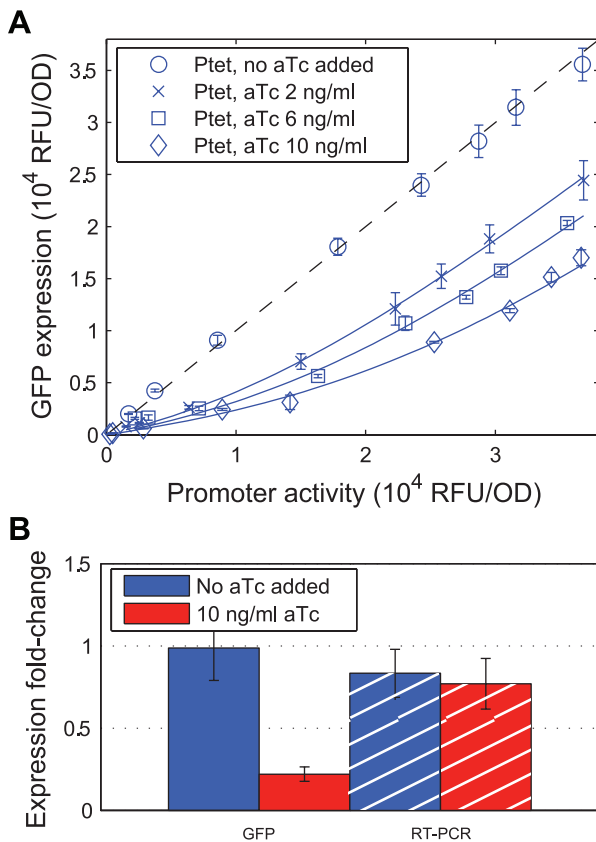 A
Ptet, no aTc added
Ptet, aTc 2 ng/ml
Ptet, aTc 6 ng/ml
Ptet, aTc 10 ng/ml
GFP expression (10^4 RFU/OD)
3.5
3
2.5
2
1.5
1
0.5
0
0
1
2
3
Promoter activity (10^4 RFU/OD)
B
No aTc added
10 ng/ml aTc
Expression fold-change
1.5
1
0.5
0
GFP
RT-PCR